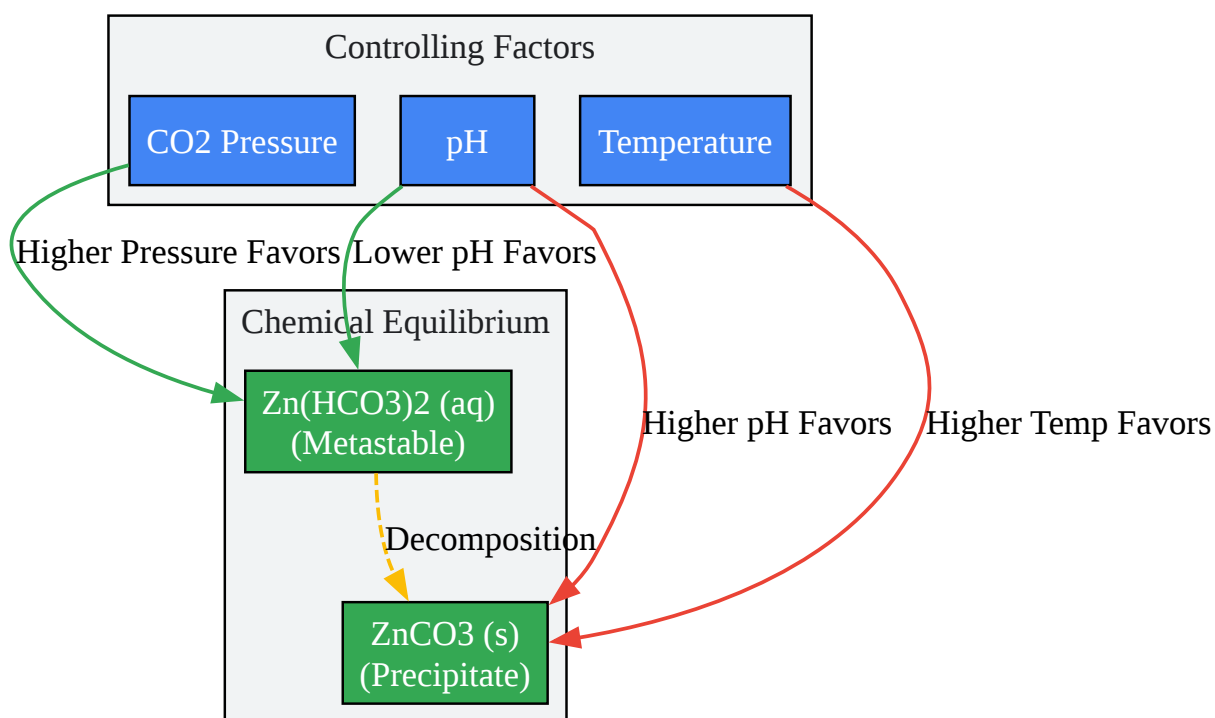 Controlling Factors
CO2 Pressure
pH
Temperature
Higher Pressure Favors
Lower pH Favors
Chemical Equilibrium
Zn(HCO3)2 (aq)
(Metastable)
Higher pH Favors
Higher Temp Favors
Decomposition
ZnCO3 (s)
(Precipitate)